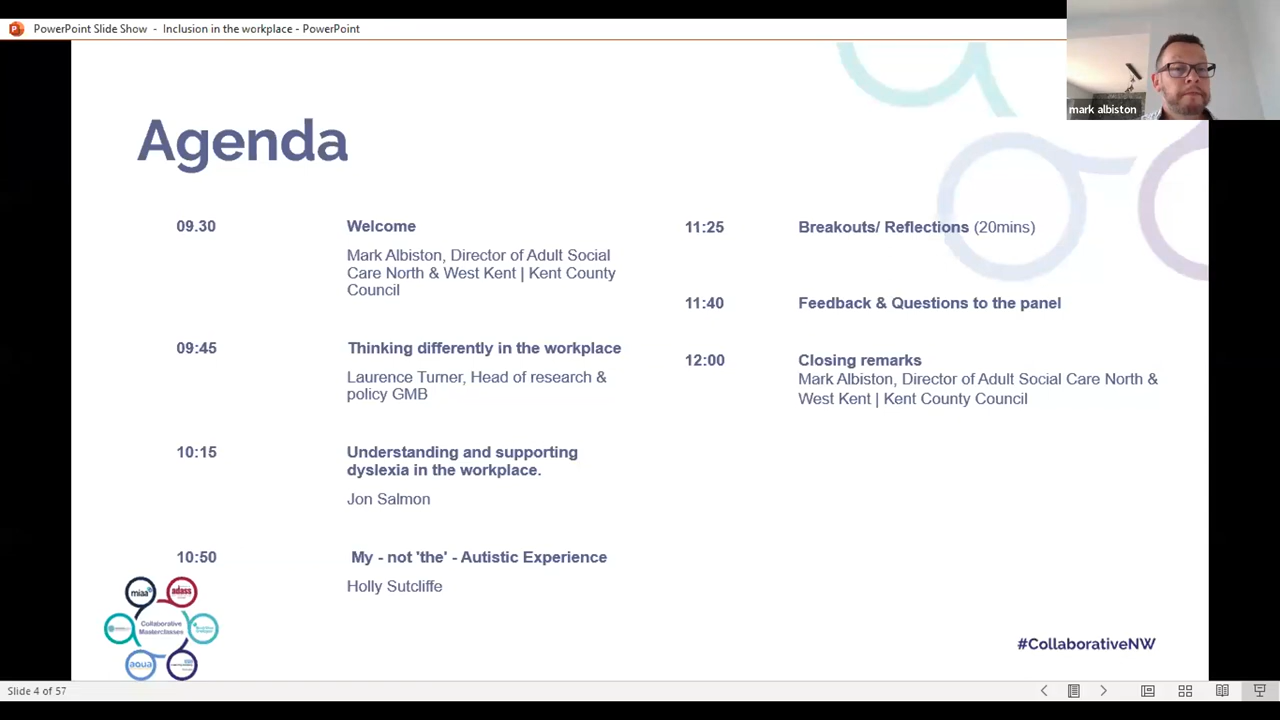 PowerPoint Slide Show - Inclusion in the workplace - PowerPoint
mark albiston
Agenda
09.30
Welcome
Mark Albiston, Director of Adult Social
Care North & West Kent | Kent County
Council
09:45
Thinking differently in the workplace
Laurence Turner, Head of research &
policy GMB
10:15
Understanding and supporting
dyslexia in the workplace.
Jon Salmon
10:50
My - not 'the' - Autistic Experience
Holly Sutcliffe
11:25
Breakouts/ Reflections (20mins)
11:40
Feedback & Questions to the panel
12:00
Closing remarks
Mark Albiston, Director of Adult Social Care North &
West Kent | Kent County Council
miaa
adass
Collaborative
Masterclasses
aqua
#CollaborativeNW
Slide 4 of 57